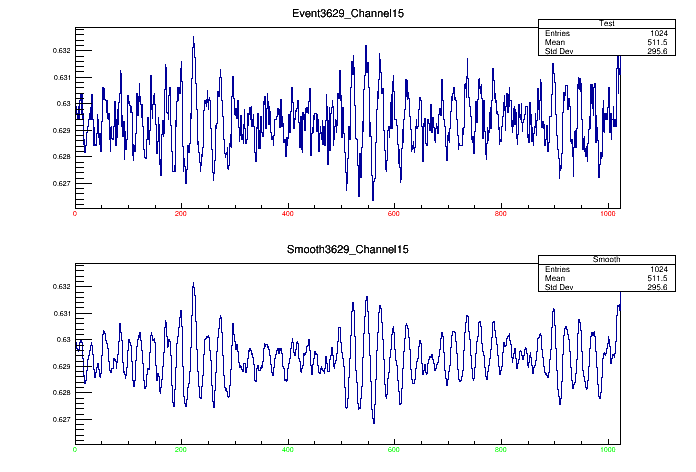 Event3629_Channel15
Test
Entries 1024
Mean 511.5
Std Dev 295.6
0.632
0.631
0.63
0.629
0.628
0.627
0 200 400 600 800 1000
Smooth3629_Channel15
Smooth
Entries 1024
Mean 511.5
Std Dev 295.6
0.632
0.631
0.63
0.629
0.628
0.627
0 200 400 600 800 1000